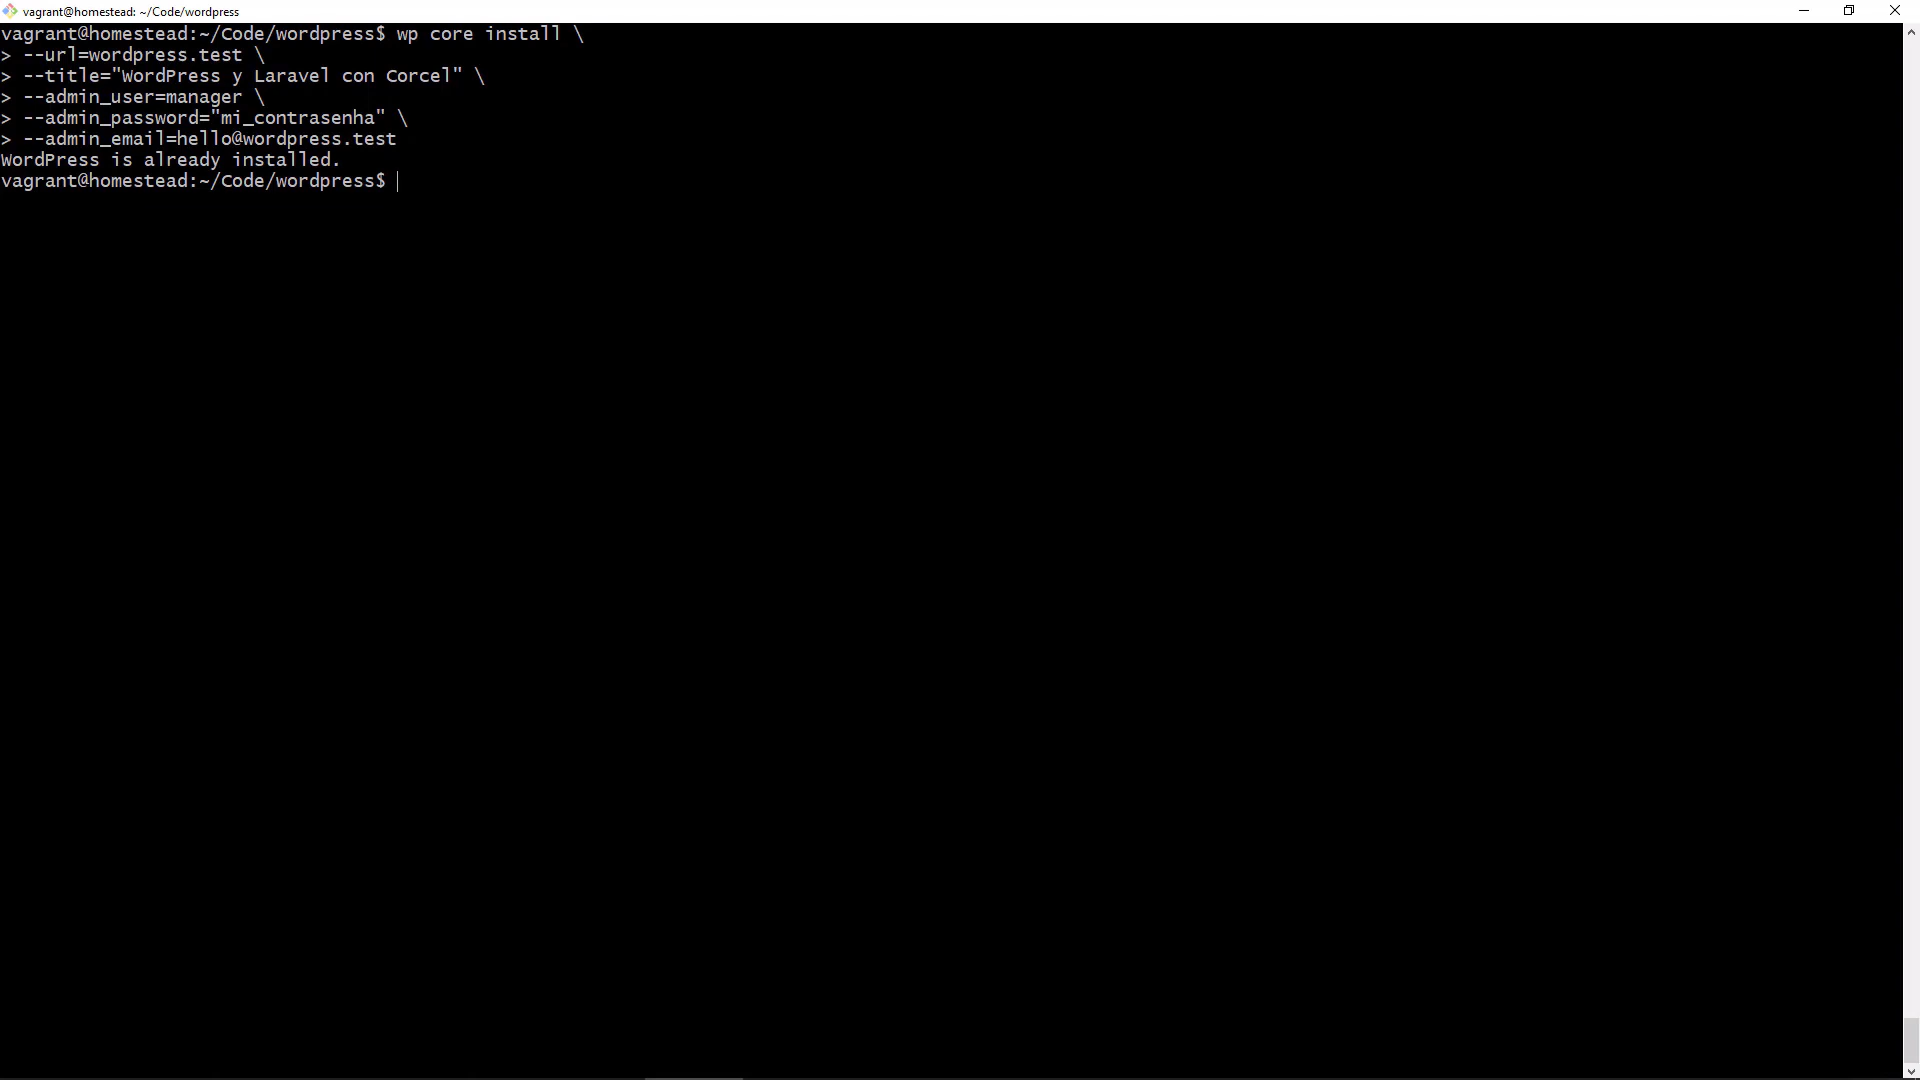 vagrant@homestead: ~/Code/wordpress
vagrant@homestead:~/Code/wordpress$ wp core install \
> --url=wordpress.test \
> --title="WordPress y Laravel con Corcel" \
> --admin_user=manager \
> --admin_password="mi_contrasenha" \
> --admin_email=hello@wordpress.test
WordPress is already installed.
vagrant@homestead:~/Code/wordpress$